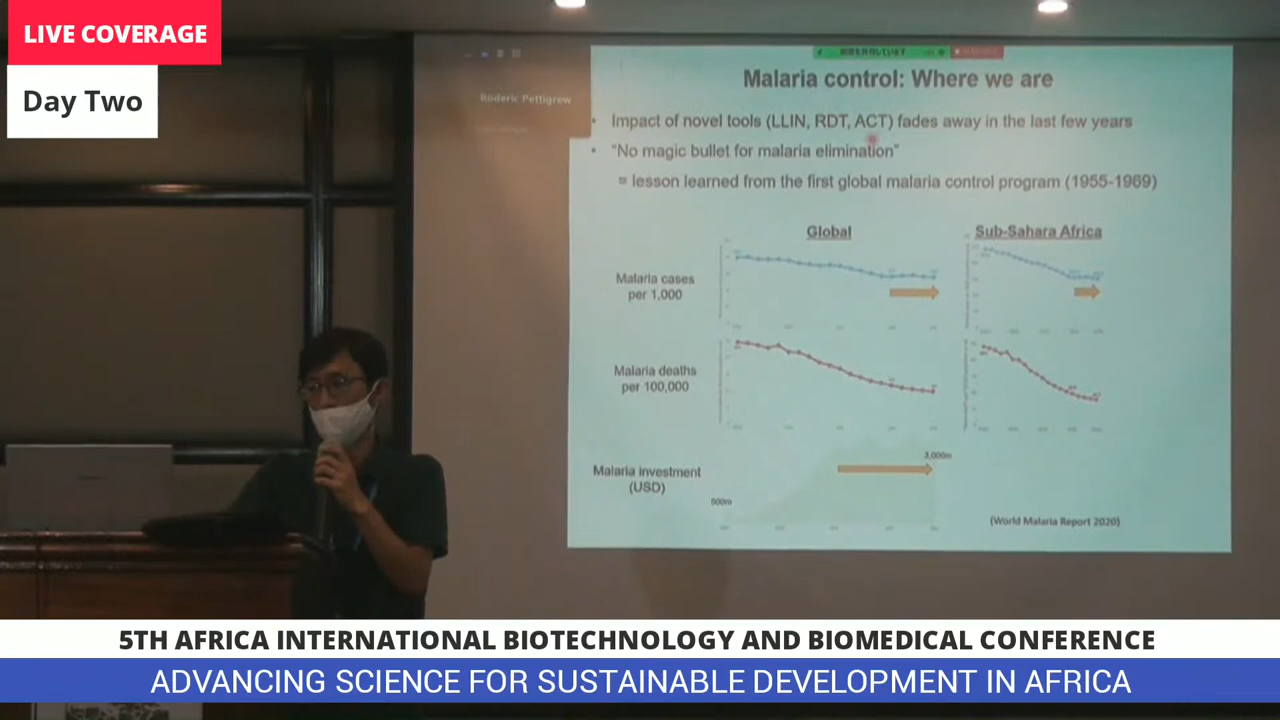 LIVE COVERAGE
Day Two
Roderic Pettigrew
Malaria control: Where we are
• Impact of novel tools (LLIN, RDT, ACT) fades away in the last few years
• "No magic bullet for malaria elimination"
= lesson learned from the first global malaria control program (1955-1969)
Global
Sub-Sahara Africa
Malaria cases
per 1,000
Malaria deaths
per 100,000
Malaria investment
(USD)
500m
3,000m
(World Malaria Report 2020)
5TH AFRICA INTERNATIONAL BIOTECHNOLOGY AND BIOMEDICAL CONFERENCE
ADVANCING SCIENCE FOR SUSTAINABLE DEVELOPMENT IN AFRICA